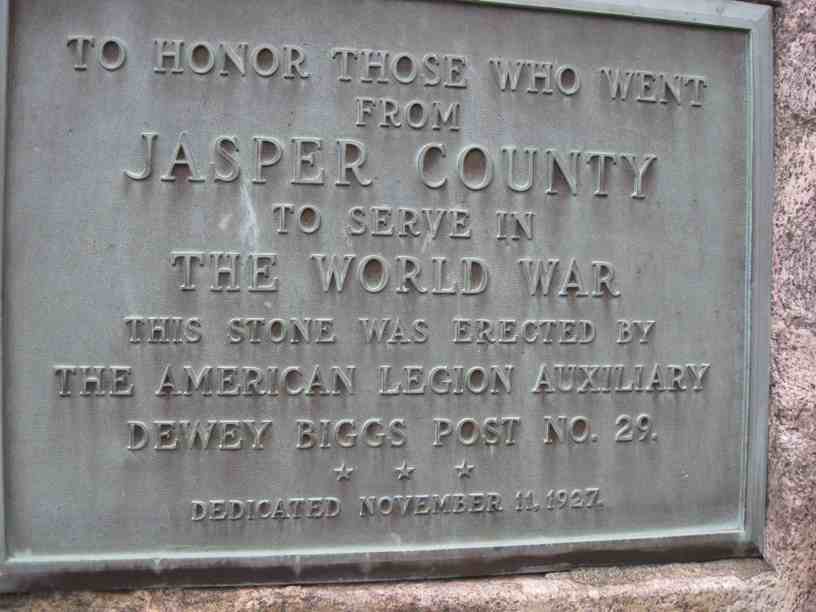 TO HONOR THOSE WHO WENT
FROM
JASPER COUNTY
TO SERVE IN
THE WORLD WAR
THIS STONE WAS ERECTED BY
THE AMERICAN LEGION AUXILIARY
DEWEY BIGGS POST NO. 29.
★ ★ ★
DEDICATED NOVEMBER 11, 1927.